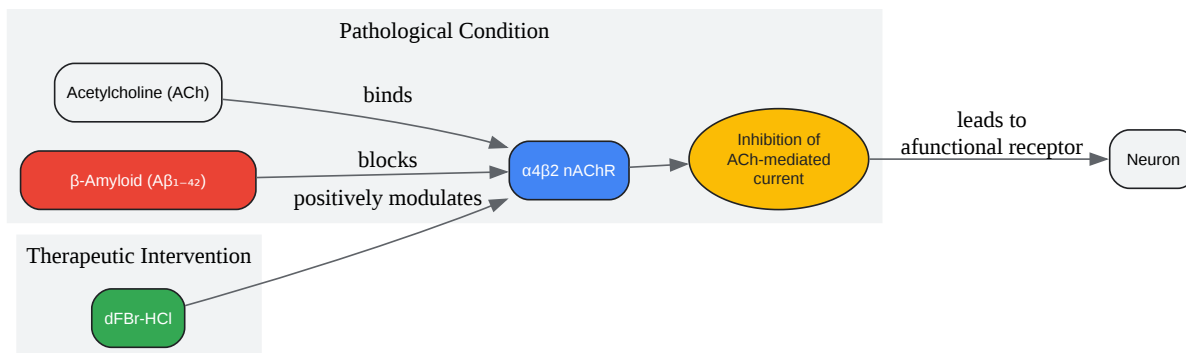 Pathological Condition
Acetylcholine (ACh)
binds
β-Amyloid (Aβ₁₋₄₂)
blocks
α4β2 nAChR
Inhibition of
ACh-mediated
current
leads to
afunctional receptor
Neuron
positively modulates
Therapeutic Intervention
dFBr-HCl